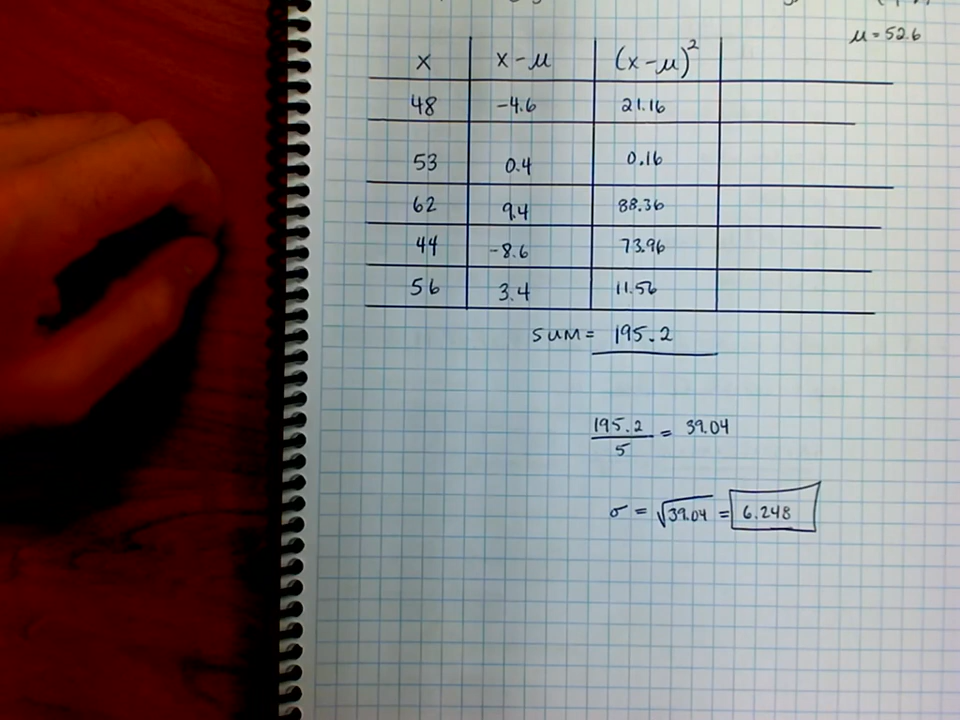 μ = 52.6
x x - μ (x - μ)²
48 -4.6 21.16
53 0.4 0.16
62 9.4 88.36
44 -8.6 73.96
56 3.4 11.56
SUM = 195.2
195.2 / 5 = 39.04
σ = √39.04 = 6.248